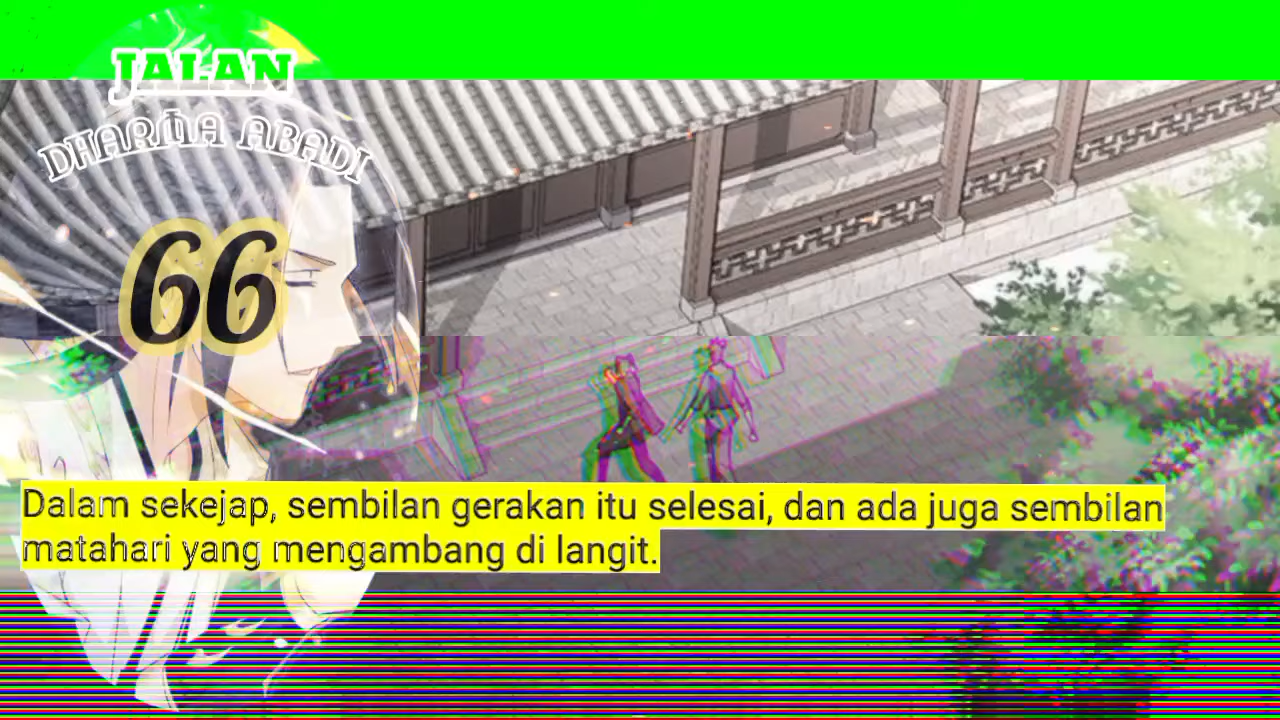 JALAN
DHARMA ABADI
66
Dalam sekejap, sembilan gerakan itu selesai, dan ada juga sembilan
matahari yang mengambang di langit.